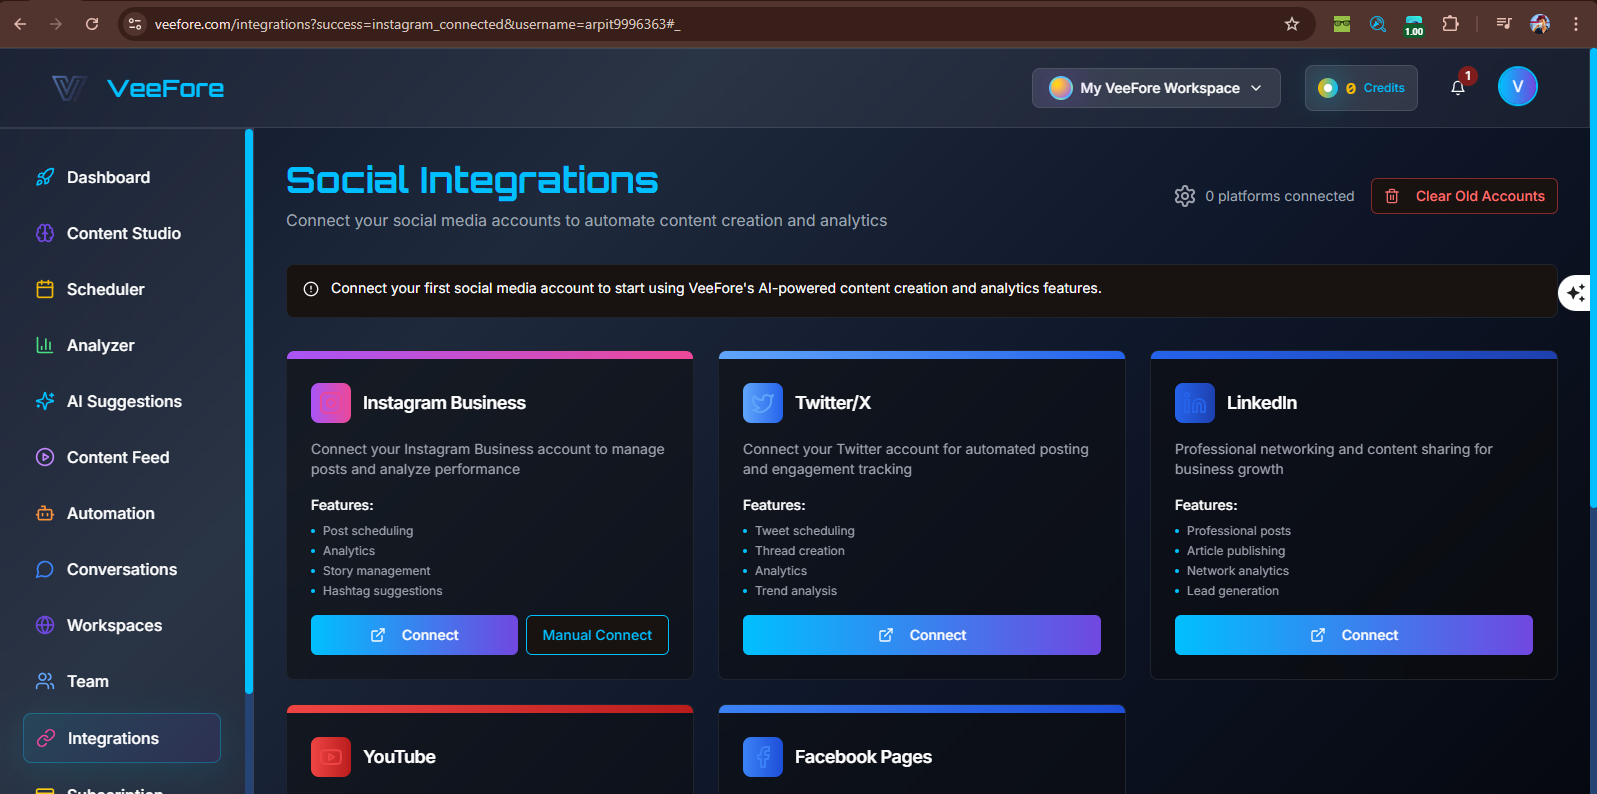 veefore.com/integrations?success=instagram_connected&username=arpit9996363#_
1.00
VeeFore
My VeeFore Workspace
0 Credits
1
V
Dashboard
Content Studio
Scheduler
Analyzer
AI Suggestions
Content Feed
Automation
Conversations
Workspaces
Team
Integrations
Subscription
Social Integrations
Connect your social media accounts to automate content creation and analytics
0 platforms connected
Clear Old Accounts
Connect your first social media account to start using VeeFore's AI-powered content creation and analytics features.
Instagram Business
Connect your Instagram Business account to manage
posts and analyze performance
Features:
Post scheduling
Analytics
Story management
Hashtag suggestions
Connect
Manual Connect
Twitter/X
Connect your Twitter account for automated posting
and engagement tracking
Features:
Tweet scheduling
Thread creation
Analytics
Trend analysis
Connect
LinkedIn
Professional networking and content sharing for
business growth
Features:
Professional posts
Article publishing
Network analytics
Lead generation
Connect
YouTube
Facebook Pages